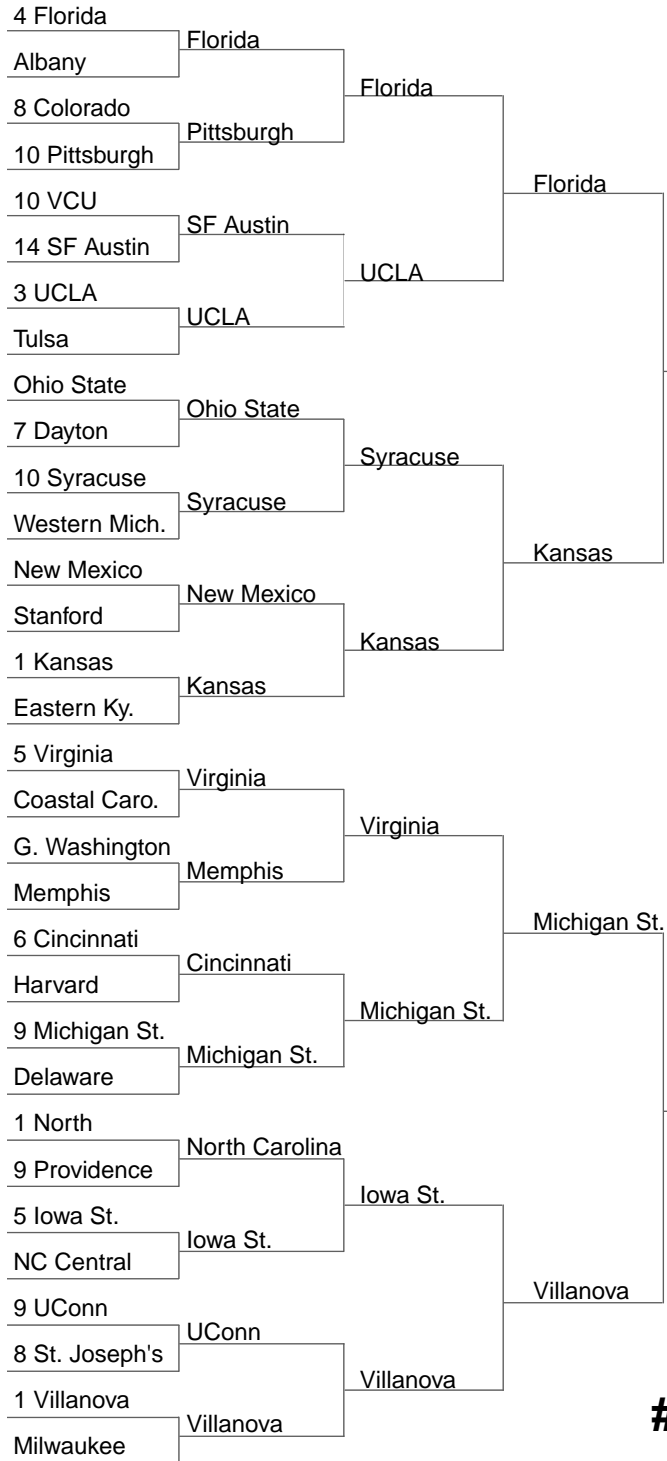 4 Florida
Albany
8 Colorado
10 Pittsburgh
10 VCU
14 SF Austin
3 UCLA
Tulsa
Ohio State
7 Dayton
10 Syracuse
Western Mich.
New Mexico
Stanford
1 Kansas
Eastern Ky.
5 Virginia
Coastal Caro.
G. Washington
Memphis
6 Cincinnati
Harvard
9 Michigan St.
Delaware
1 North
9 Providence
5 Iowa St.
NC Central
9 UConn
8 St. Joseph's
1 Villanova
Milwaukee
Florida
Pittsburgh
SF Austin
UCLA
Ohio State
Syracuse
New Mexico
Kansas
Virginia
Memphis
Cincinnati
Michigan St.
North Carolina
Iowa St.
UConn
Villanova
Florida
UCLA
Syracuse
Kansas
Virginia
Michigan St.
Iowa St.
Villanova
Florida
Kansas
Michigan St.
Villanova
#